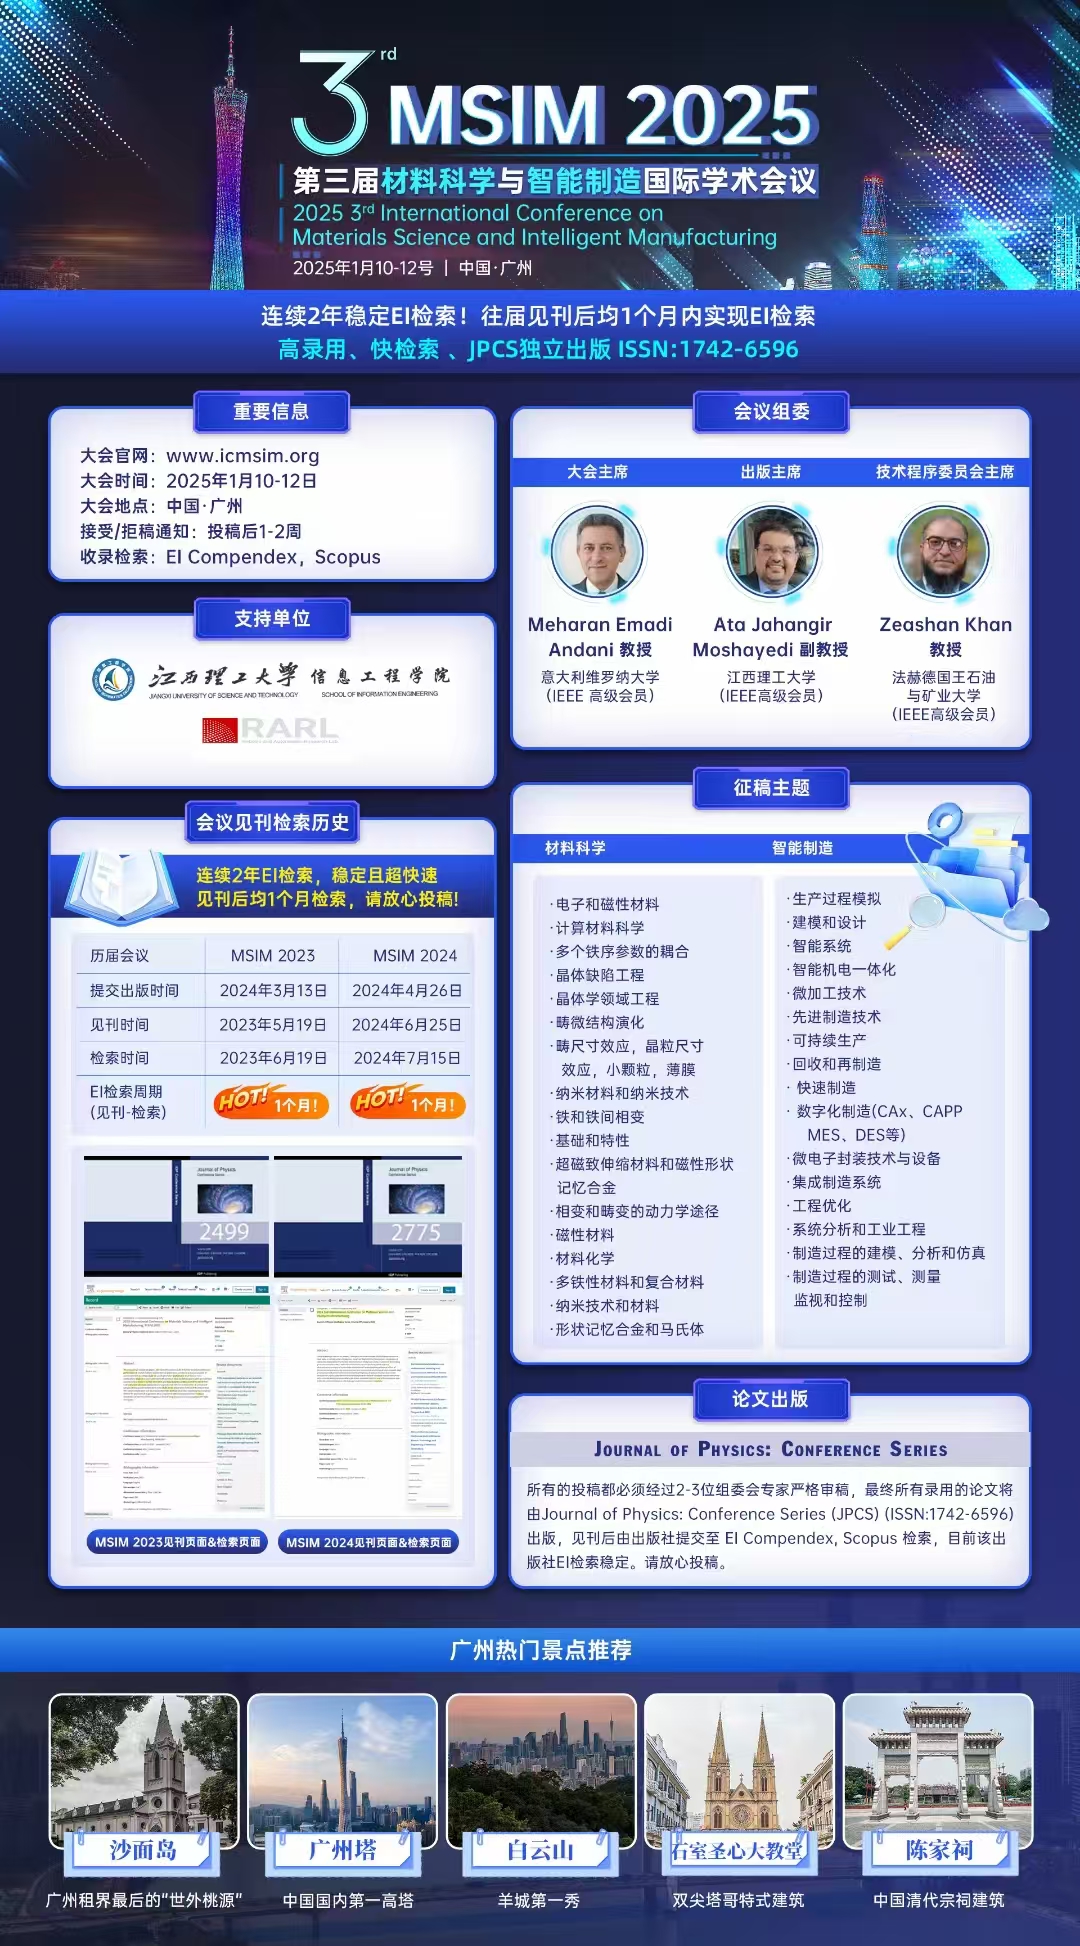 3rd
MSIM 2025
第三届材料科学与智能制造国际学术会议
2025 3rd International Conference on
Materials Science and Intelligent Manufacturing
2025年1月10-12号 | 中国·广州
连续2年稳定EI检索！往届见刊后均1个月内实现EI检索
高录用、快检索 、JPCS独立出版 ISSN:1742-6596
重要信息
大会官网：www.icmsim.org
大会时间：2025年1月10-12日
大会地点：中国·广州
接受/拒稿通知：投稿后1-2周
收录检索：EI Compendex，Scopus
支持单位
江西理工大学 信息工程学院
JIANGXI UNIVERSITY OF SCIENCE AND TECHNOLOGY SCHOOL OF INFORMATION ENGINEERING
RARL
会议见刊检索历史
连续2年EI检索，稳定且超快速
见刊后均1个月检索，请放心投稿!
历届会议 MSIM 2023 MSIM 2024
提交出版时间 2024年3月13日 2024年4月26日
见刊时间 2023年5月19日 2024年6月25日
检索时间 2023年6月19日 2024年7月15日
EI检索周期
(见刊-检索)
HOT! 1个月! HOT! 1个月!
Journal of Physics
2499
Journal of Physics
2775
MSIM 2023见刊页面&检索页面 MSIM 2024见刊页面&检索页面
会议组委
大会主席 出版主席 技术程序委员会主席
Meharan Emadi
Andani 教授
意大利维罗纳大学
（IEEE 高级会员）
Ata Jahangir
Moshayedi 副教授
江西理工大学
（IEEE高级会员）
Zeashan Khan
教授
法赫德国王石油
与矿业大学
（IEEE高级会员）
征稿主题
材料科学
·电子和磁性材料
·计算材料科学
·多个铁序参数的耦合
·晶体缺陷工程
·晶体学领域工程
·畴微结构演化
·畴尺寸效应，晶粒尺寸
效应，小颗粒，薄膜
·纳米材料和纳米技术
·铁和铁间相变
·基础和特性
·超磁致伸缩材料和磁性形状
记忆合金
·相变和畴变的动力学途径
·磁性材料
·材料化学
·多铁性材料和复合材料
·纳米技术和材料
·形状记忆合金和马氏体
智能制造
·生产过程模拟
·建模和设计
·智能系统
·智能机电一体化
·微加工技术
·先进制造技术
·可持续生产
·回收和再制造
· 快速制造
· 数字化制造(CAx、CAPP
MES、DES等)
·微电子封装技术与设备
·集成制造系统
·工程优化
·系统分析和工业工程
·制造过程的建模、分析和仿真
·制造过程的测试、测量
监视和控制
论文出版
JOURNAL OF PHYSICS: CONFERENCE SERIES
所有的投稿都必须经过2-3位组委会专家严格审稿，最终所有录用的论文将
由Journal of Physics: Conference Series (JPCS) (ISSN:1742-6596)
出版，见刊后由出版社提交至 EI Compendex, Scopus 检索，目前该出
版社EI检索稳定。请放心投稿。
广州热门景点推荐
沙面岛
广州租界最后的“世外桃源”
广州塔
中国国内第一高塔
白云山
羊城第一秀
石室圣心大教堂
双尖塔哥特式建筑
陈家祠
中国清代宗祠建筑